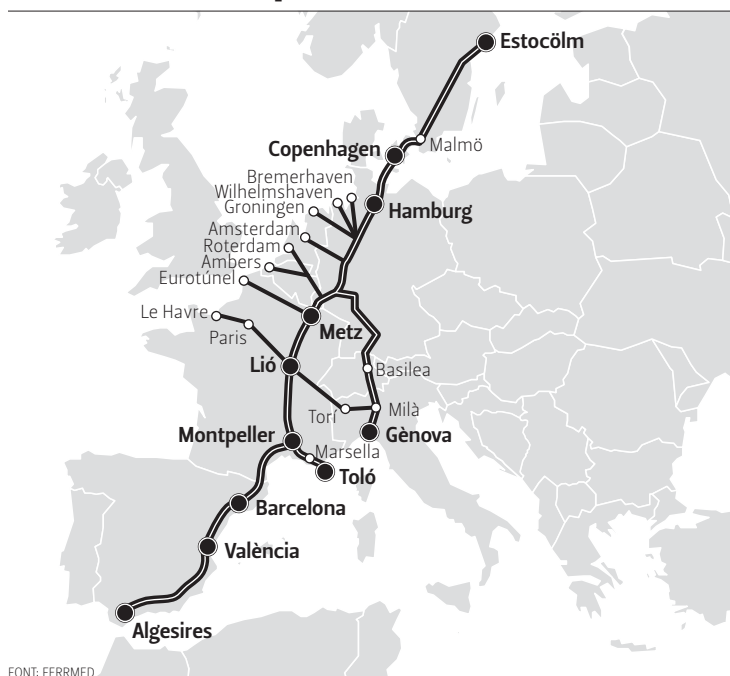 Estocölm
Malmö
Copenhagen
Bremerhaven
Wilhelmshaven
Groningen
Hamburg
Amsterdam
Roterdam
Ambers
Eurotúnel
Le Havre
Metz
Paris
Lió
Basilea
Torí
Milà
Gènova
Montpeller
Marsella
Toló
Barcelona
València
Algesires
FONT: FERRMED